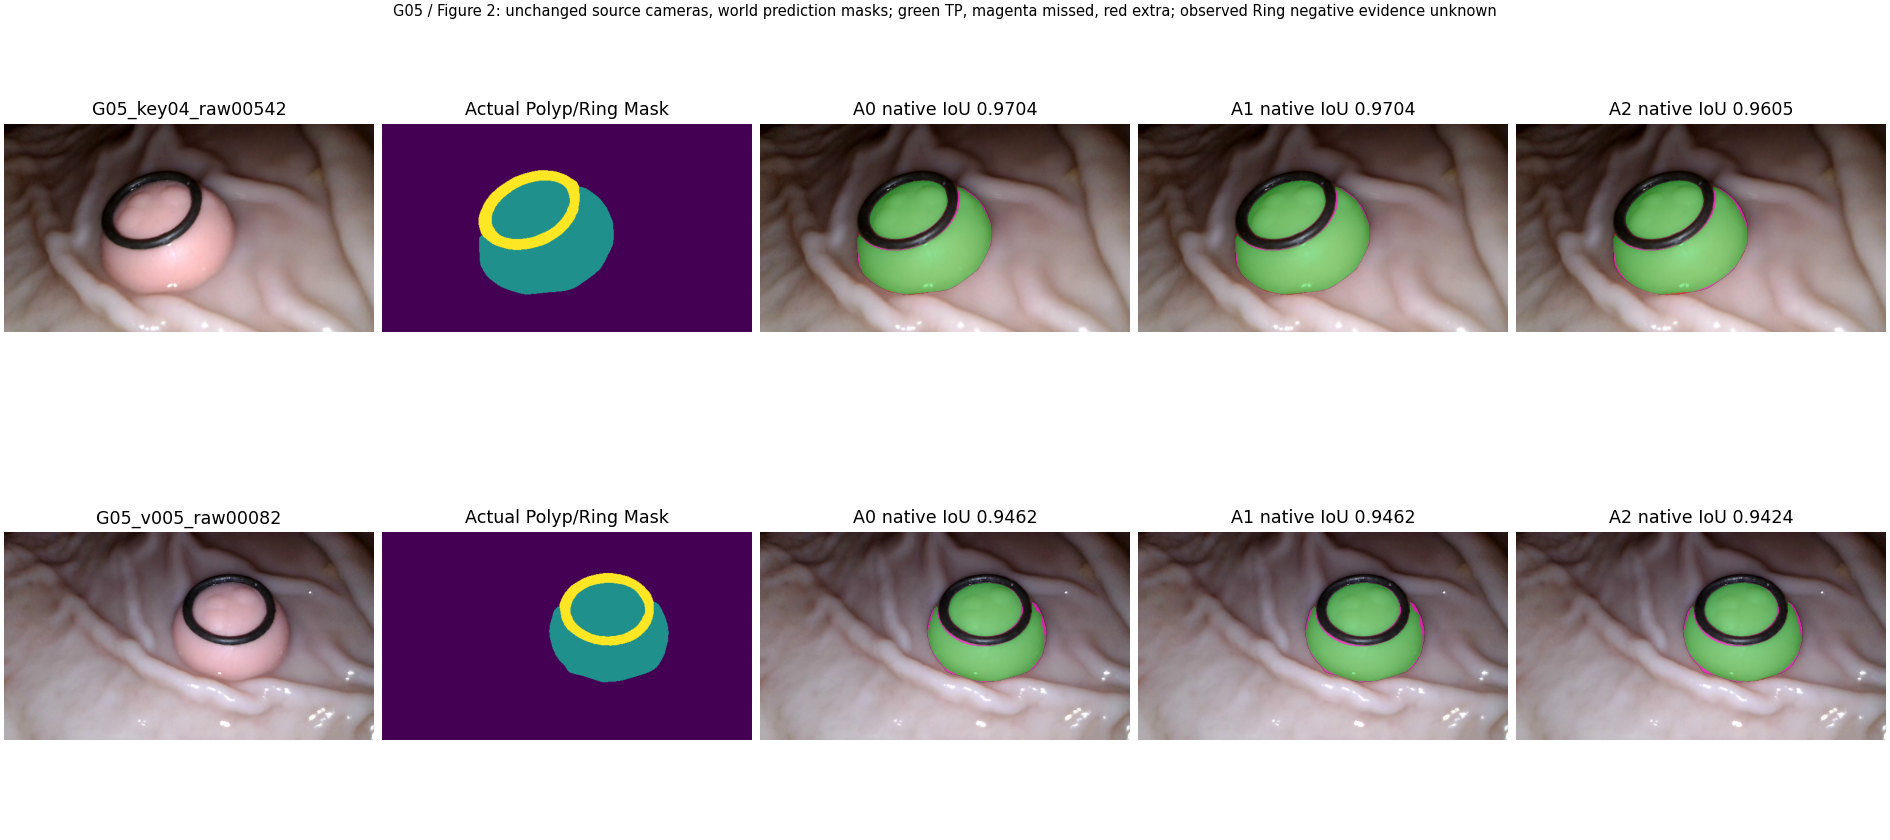 G05 / Figure 2: unchanged source cameras, world prediction masks; green TP, magenta missed, red extra; observed Ring negative evidence unknown
G05_key04_raw00542
Actual Polyp/Ring Mask
A0 native IoU 0.9704
A1 native IoU 0.9704
A2 native IoU 0.9605
G05_v005_raw00082
Actual Polyp/Ring Mask
A0 native IoU 0.9462
A1 native IoU 0.9462
A2 native IoU 0.9424